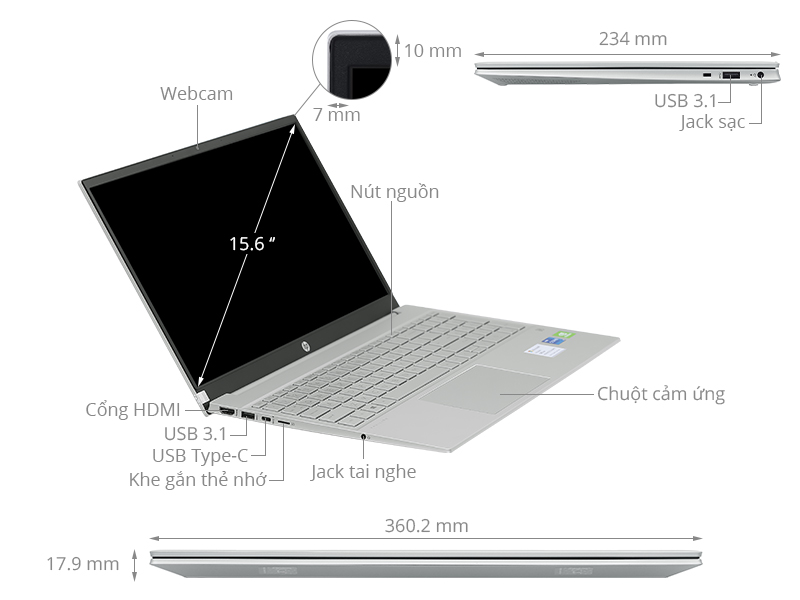 10 mm
7 mm
234 mm
USB 3.1
Jack sạc
Webcam
Nút nguồn
15.6 “
hp
Chuột cảm ứng
Cổng HDMI
USB 3.1
USB Type-C
Khe gắn thẻ nhớ
Jack tai nghe
360.2 mm
17.9 mm